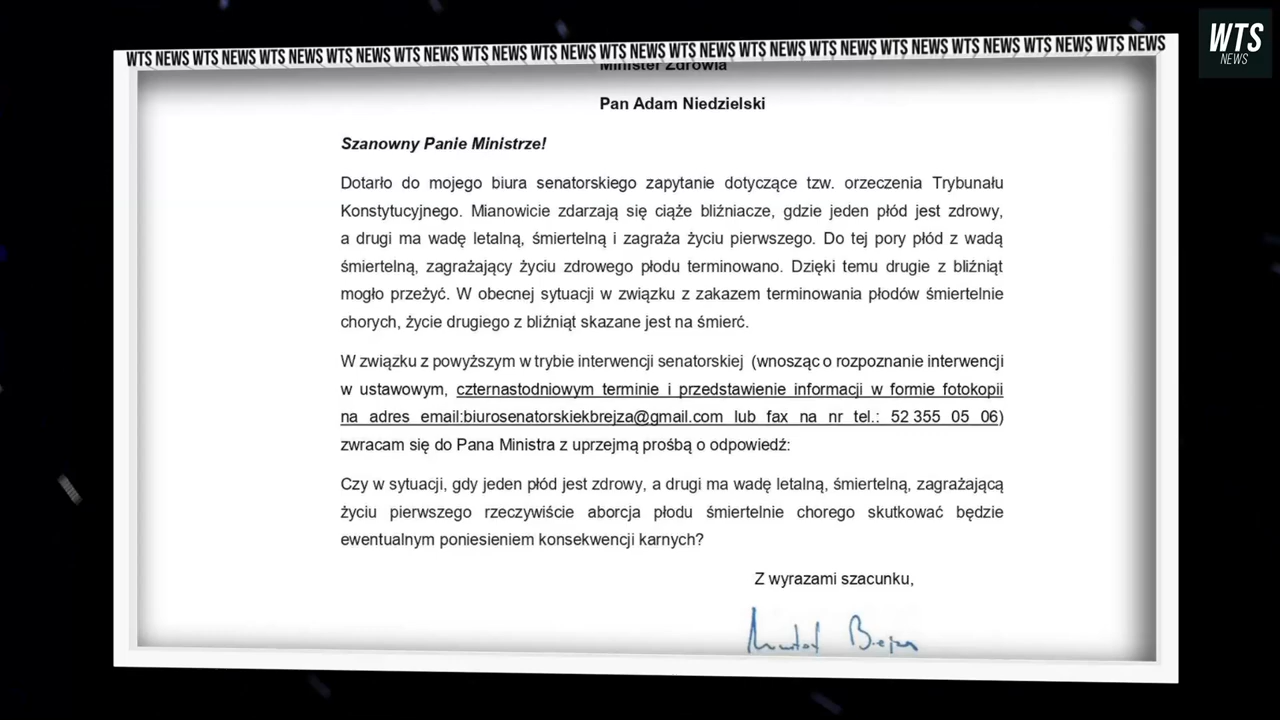 WTS NEWS WTS NEWS WTS NEWS WTS NEWS WTS NEWS WTS NEWS WTS NEWS WTS NEWS WTS NEWS WTS NEWS WTS NEWS WTS NEWS WTS NEWS WTS NEWS WTS NEWS
WTS
NEWS
Minister Zdrowia
Pan Adam Niedzielski
Szanowny Panie Ministrze!
Dotarło do mojego biura senatorskiego zapytanie dotyczące tzw. orzeczenia Trybunału
Konstytucyjnego. Mianowicie zdarzają się ciąże bliźniacze, gdzie jeden płód jest zdrowy,
a drugi ma wadę letalną, śmiertelną i zagraża życiu pierwszego. Do tej pory płód z wadą
śmiertelną, zagrażający życiu zdrowego płodu terminowano. Dzięki temu drugie z bliźniąt
mogło przeżyć. W obecnej sytuacji w związku z zakazem terminowania płodów śmiertelnie
chorych, życie drugiego z bliźniąt skazane jest na śmierć.
W związku z powyższym w trybie interwencji senatorskiej (wnosząc o rozpoznanie interwencji
w ustawowym, czternastodniowym terminie i przedstawienie informacji w formie fotokopii
na adres email:biurosenatorskiekbrejza@gmail.com lub fax na nr tel.: 52 355 05 06)
zwracam się do Pana Ministra z uprzejmą prośbą o odpowiedź:
Czy w sytuacji, gdy jeden płód jest zdrowy, a drugi ma wadę letalną, śmiertelną, zagrażającą
życiu pierwszego rzeczywiście aborcja płodu śmiertelnie chorego skutkować będzie
ewentualnym poniesieniem konsekwencji karnych?
Z wyrazami szacunku,